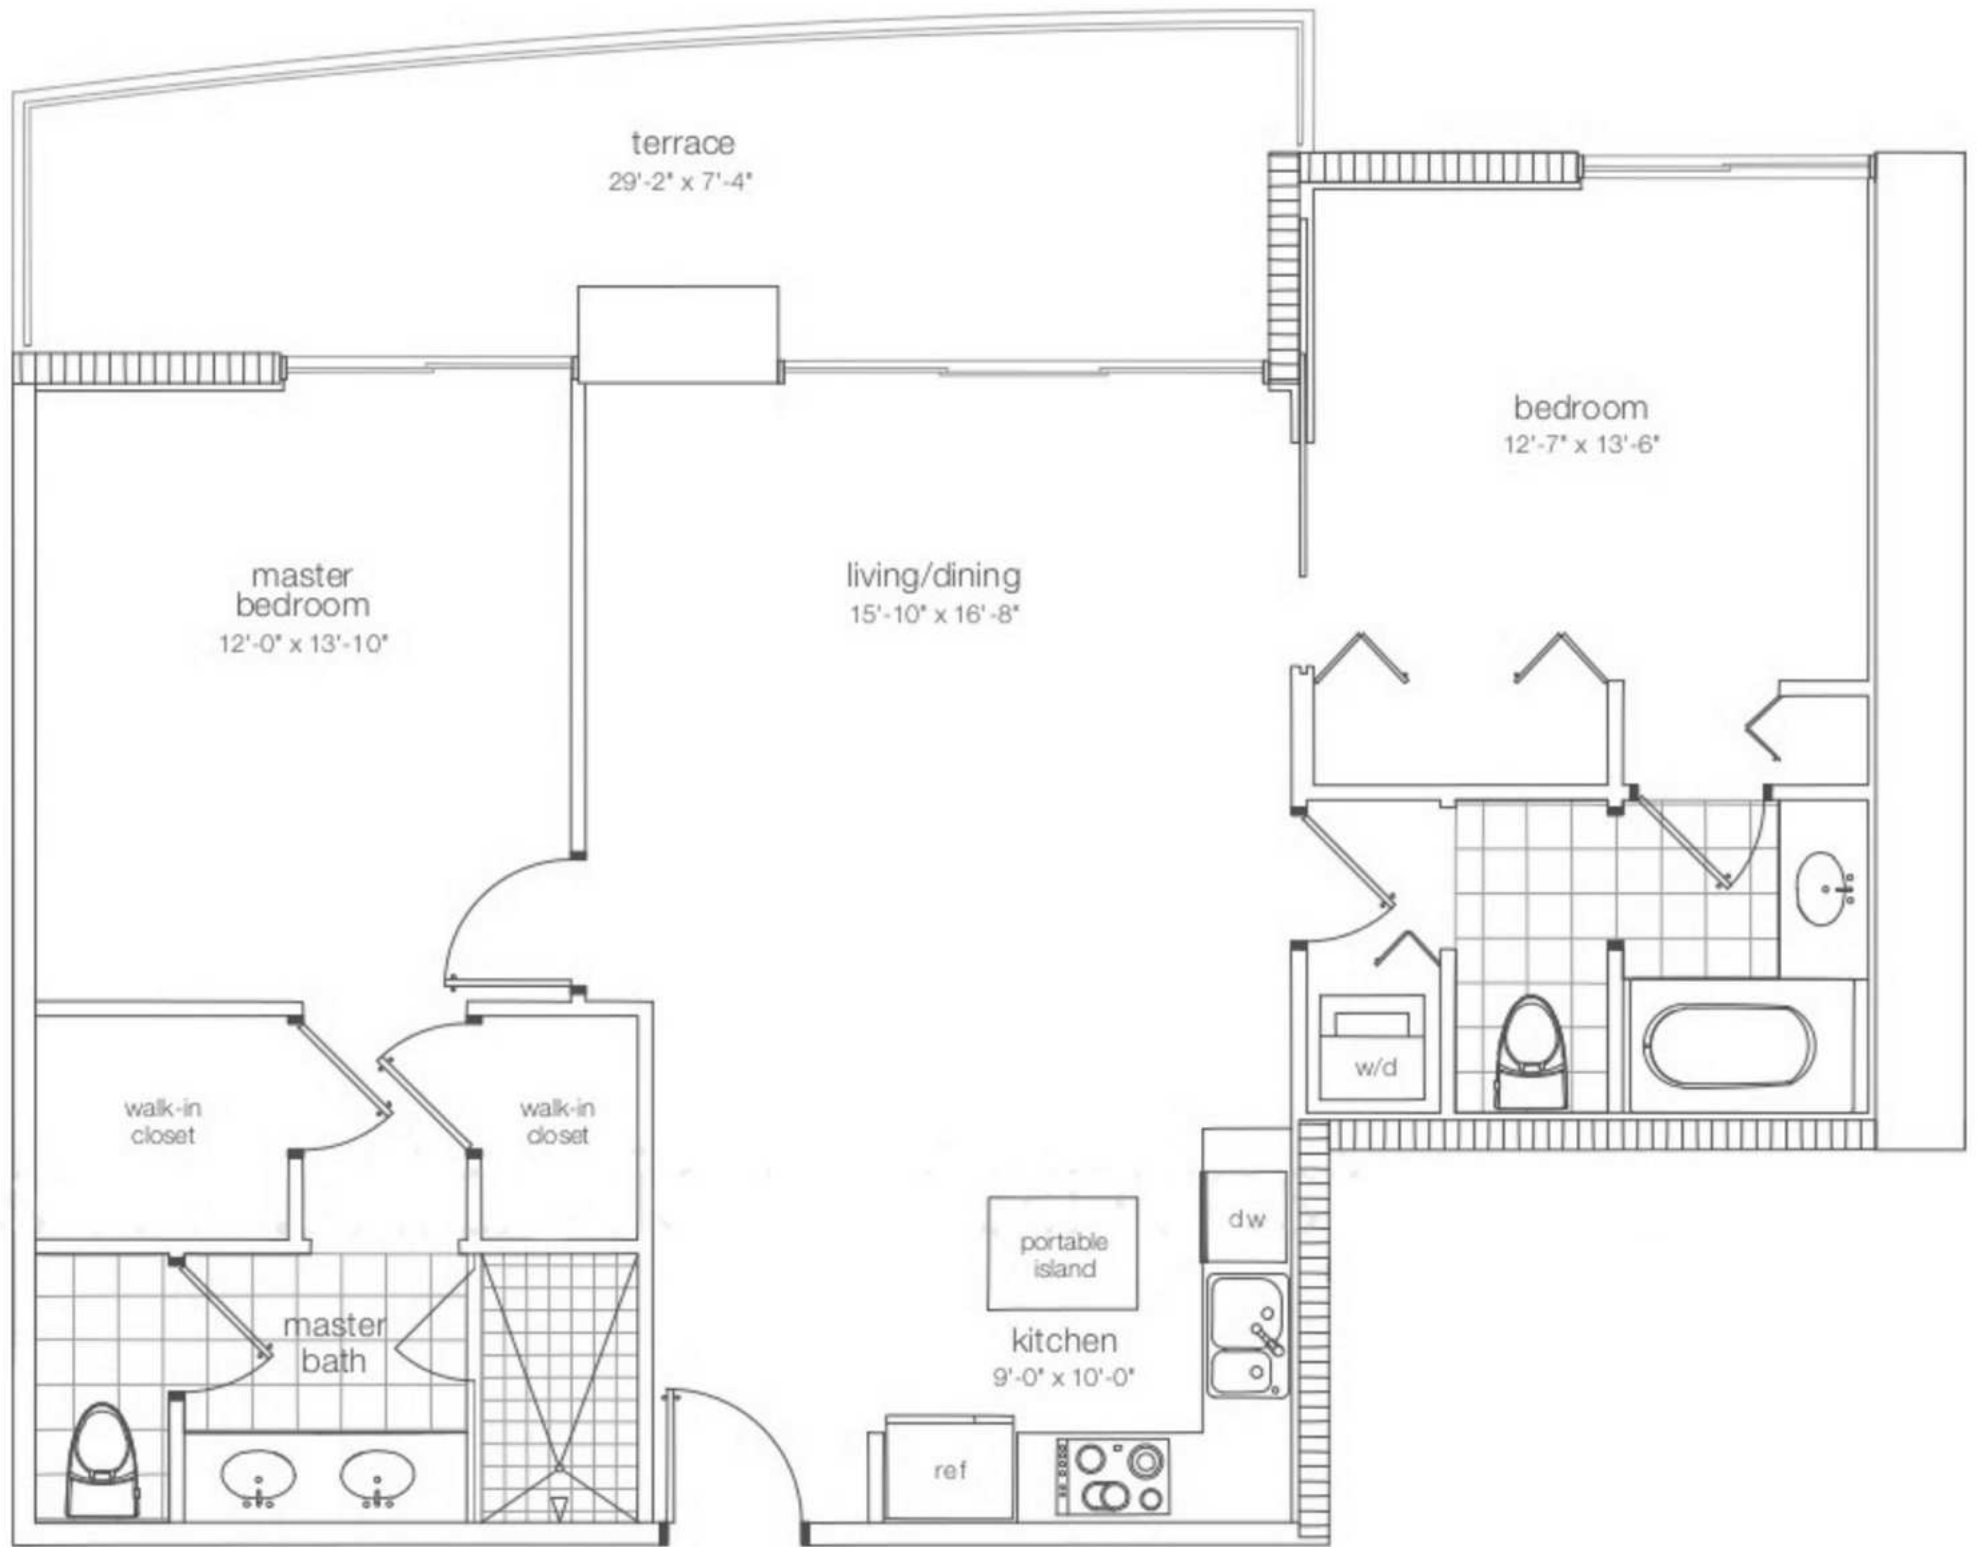 terrace
29'-2" x 7'-4"
bedroom
12'-7" x 13'-6"
master
bedroom
12'-0" x 13'-10"
living/dining
15'-10" x 16'-8"
walk-in
closet
walk-in
closet
w/d
dw
portable
island
master
bath
kitchen
9'-0" x 10'-0"
ref